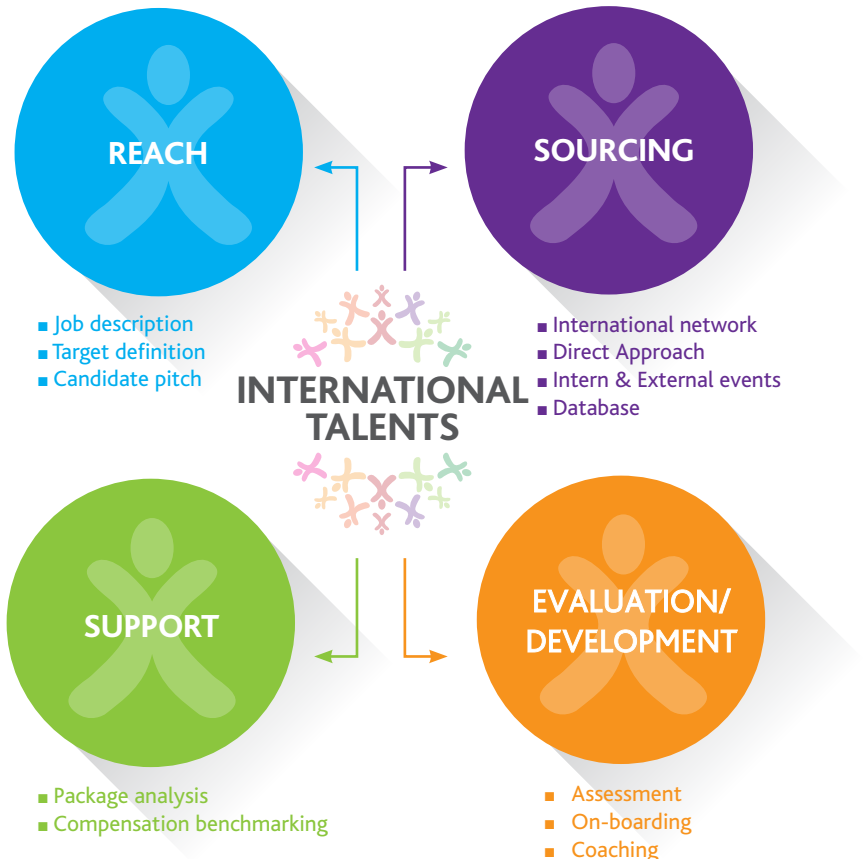 REACH
■ Job description
■ Target definition
■ Candidate pitch
SOURCING
■ International network
■ Direct Approach
■ Intern & External events
■ Database
INTERNATIONAL
TALENTS
SUPPORT
■ Package analysis
■ Compensation benchmarking
EVALUATION/
DEVELOPMENT
■ Assessment
■ On-boarding
■ Coaching